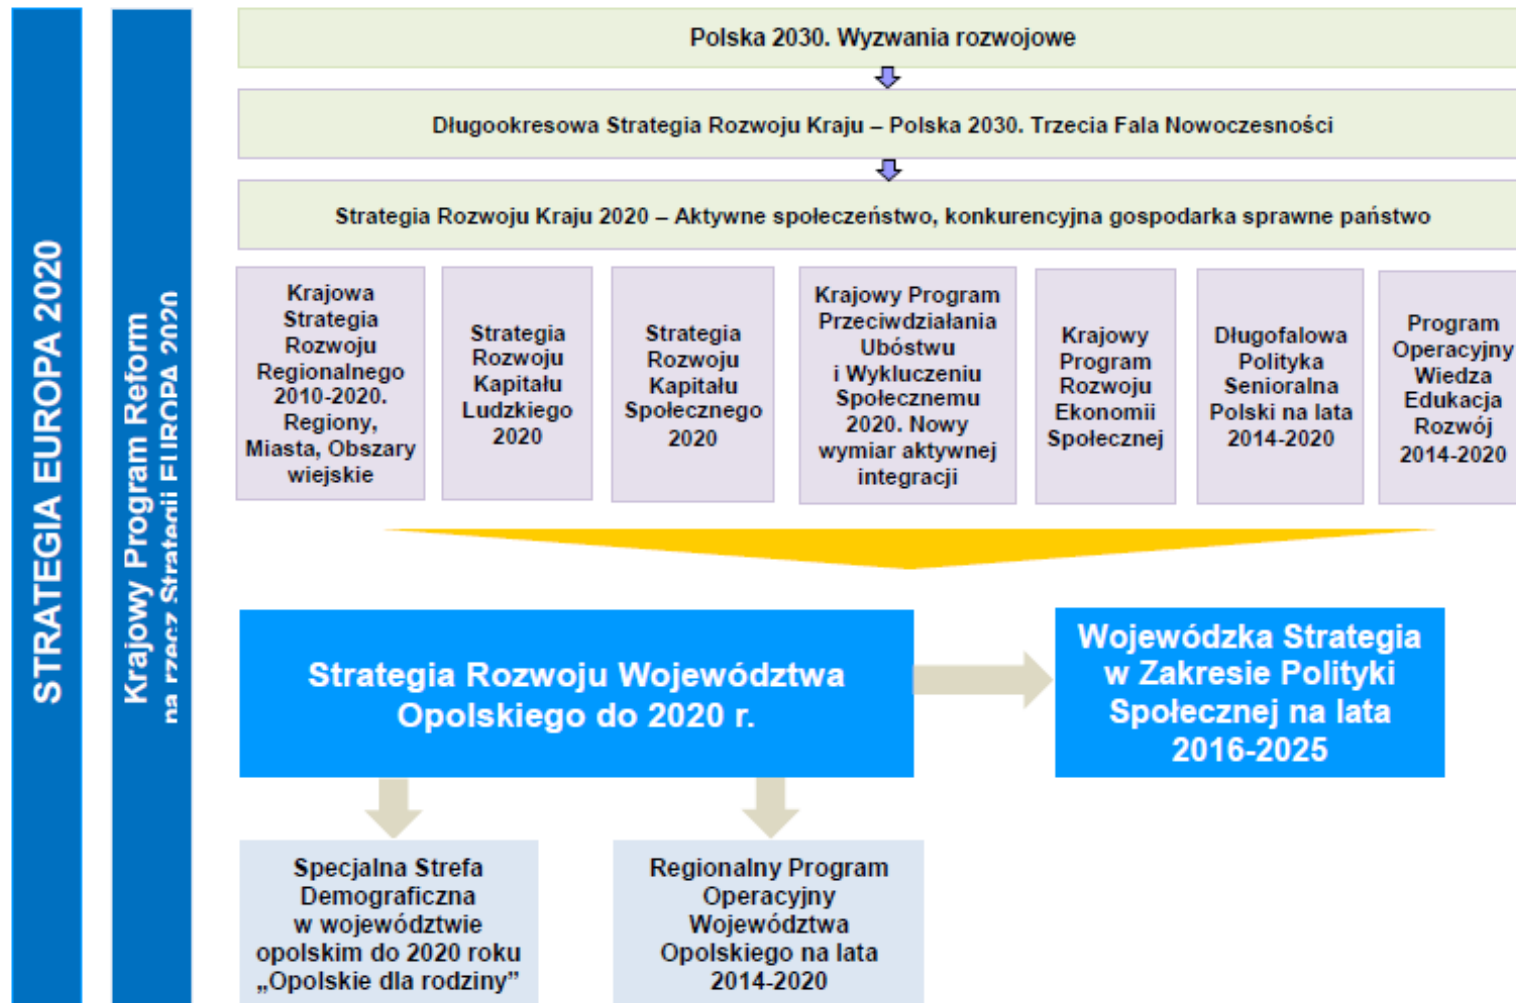 STRATEGIA EUROPA 2020
Krajowy Program Reform
na rzecz Strategii EUROPA 2020
Polska 2030. Wyzwania rozwojowe
Długookresowa Strategia Rozwoju Kraju – Polska 2030. Trzecia Fala Nowoczesności
Strategia Rozwoju Kraju 2020 – Aktywne społeczeństwo, konkurencyjna gospodarka sprawne państwo
Krajowa
Strategia
Rozwoju
Regionalnego
2010-2020.
Regiony,
Miasta, Obszary
wiejskie
Strategia
Rozwoju
Kapitału
Ludzkiego
2020
Strategia
Rozwoju
Kapitału
Społecznego
2020
Krajowy Program
Przeciwdziałania
Ubóstwu
i Wykluczeniu
Społecznemu
2020. Nowy
wymiar aktywnej
integracji
Krajowy
Program
Rozwoju
Ekonomii
Społecznej
Długofalowa
Polityka
Senioralna
Polski na lata
2014-2020
Program
Operacyjny
Wiedza
Edukacja
Rozwój
2014-2020
Strategia Rozwoju Województwa
Opolskiego do 2020 r.
Wojewódzka Strategia
w Zakresie Polityki
Społecznej na lata
2016-2025
Specjalna Strefa
Demograficzna
w województwie
opolskim do 2020 roku
„Opolskie dla rodziny”
Regionalny Program
Operacyjny
Województwa
Opolskiego na lata
2014-2020